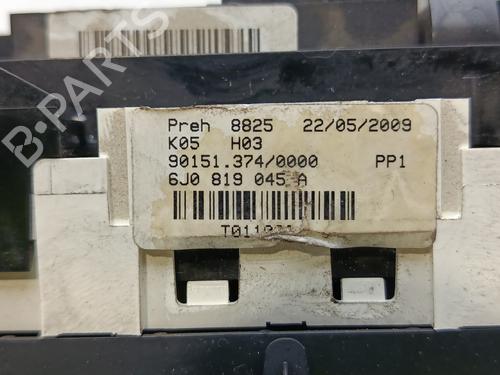 Preh 8825 22/05/2009
K05 H03
90151.374/0000 PP1
6J0 819 045 A
B-PARTS